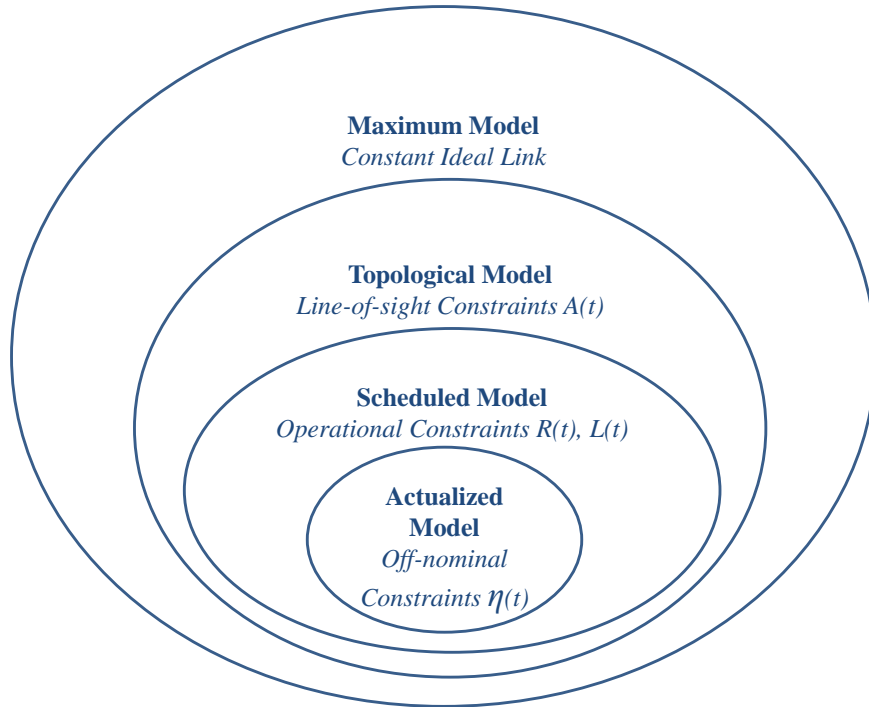 Maximum Model
Constant Ideal Link
Topological Model
Line-of-sight Constraints A(t)
Scheduled Model
Operational Constraints R(t), L(t)
Actualized
Model
Off-nominal
Constraints η(t)